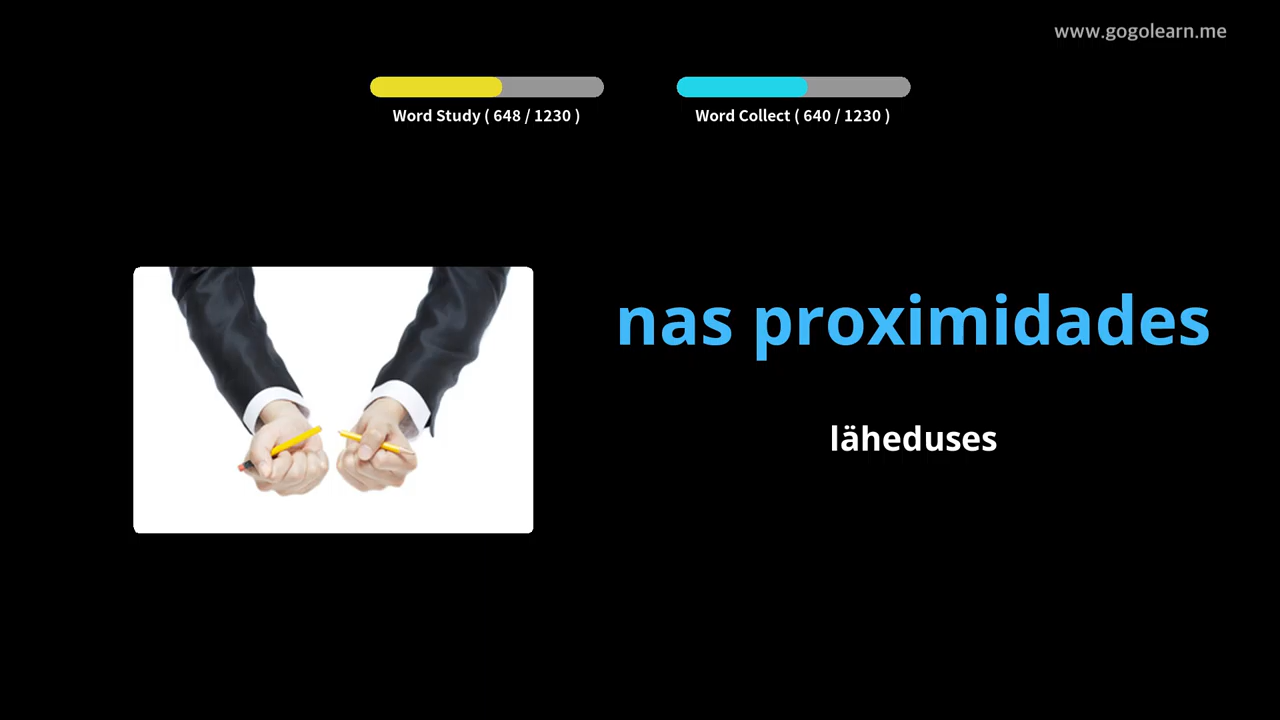 www.gogolearn.me
Word Study ( 648 / 1230 )
Word Collect ( 640 / 1230 )
nas proximidades
läheduses